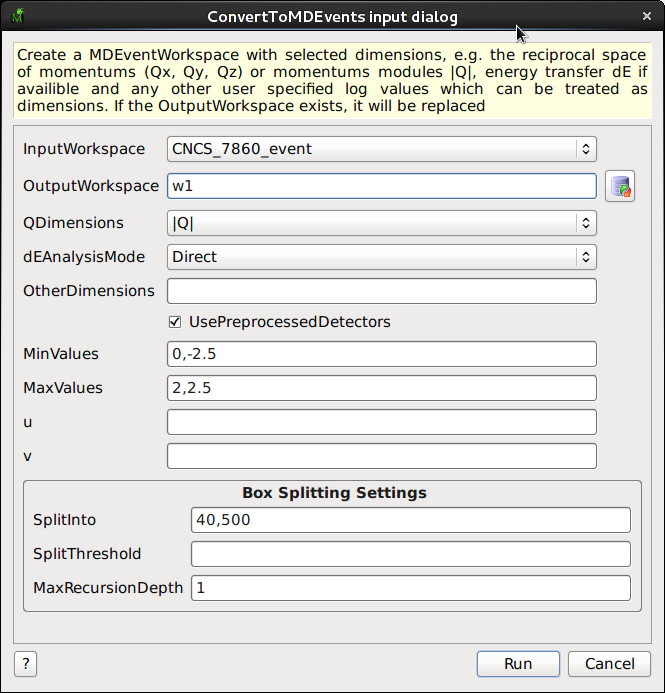 ConvertToMDEvents input dialog
Create a MDEventWorkspace with selected dimensions, e.g. the reciprocal space
of momentums (Qx, Qy, Qz) or momentums modules |Q|, energy transfer dE if
availible and any other user specified log values which can be treated as
dimensions. If the OutputWorkspace exists, it will be replaced
InputWorkspace CNCS_7860_event
OutputWorkspace w1
QDimensions |Q|
dEAnalysisMode Direct
OtherDimensions
UsePreprocessedDetectors
MinValues 0,-2.5
MaxValues 2,2.5
u
v
Box Splitting Settings
SplitInto 40,500
SplitThreshold
MaxRecursionDepth 1
? Run Cancel